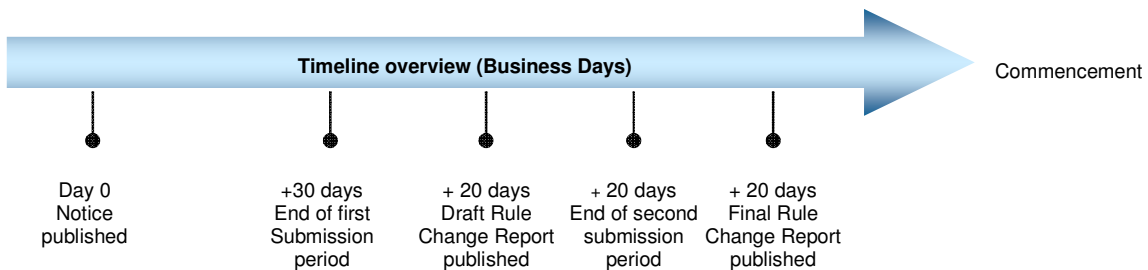 Timeline overview (Business Days)
Commencement
Day 0
Notice
published
+30 days
End of first
Submission
period
+ 20 days
Draft Rule
Change Report
published
+ 20 days
End of second
submission
period
+ 20 days
Final Rule
Change Report
published